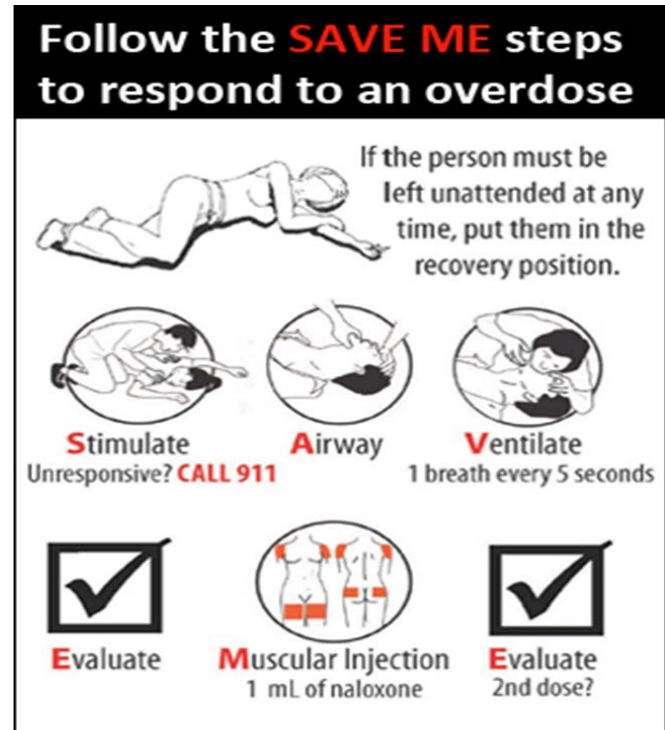 Follow the SAVE ME steps
to respond to an overdose
If the person must be
left unattended at any
time, put them in the
recovery position.
Stimulate
Unresponsive? CALL 911
Airway
Ventilate
1 breath every 5 seconds
Evaluate
Muscular Injection
1 mL of naloxone
Evaluate
2nd dose?